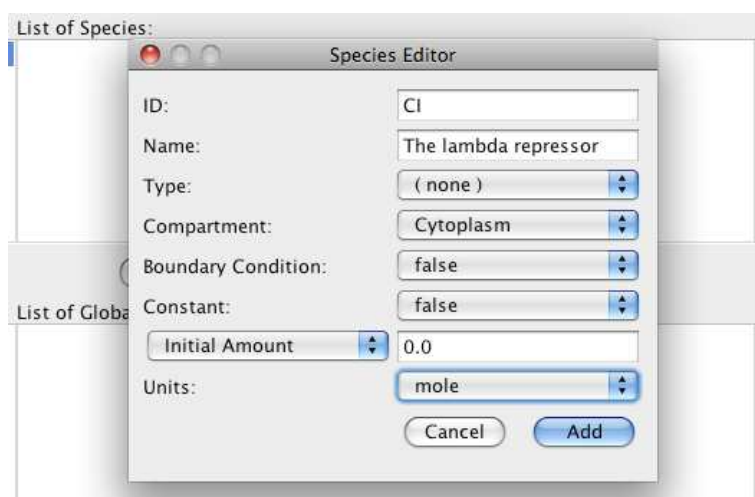 List of Species:
Species Editor
ID: CI
Name: The lambda repressor
Type: ( none )
Compartment: Cytoplasm
Boundary Condition: false
Constant: false
List of Globa
Initial Amount 0.0
Units: mole
Cancel Add